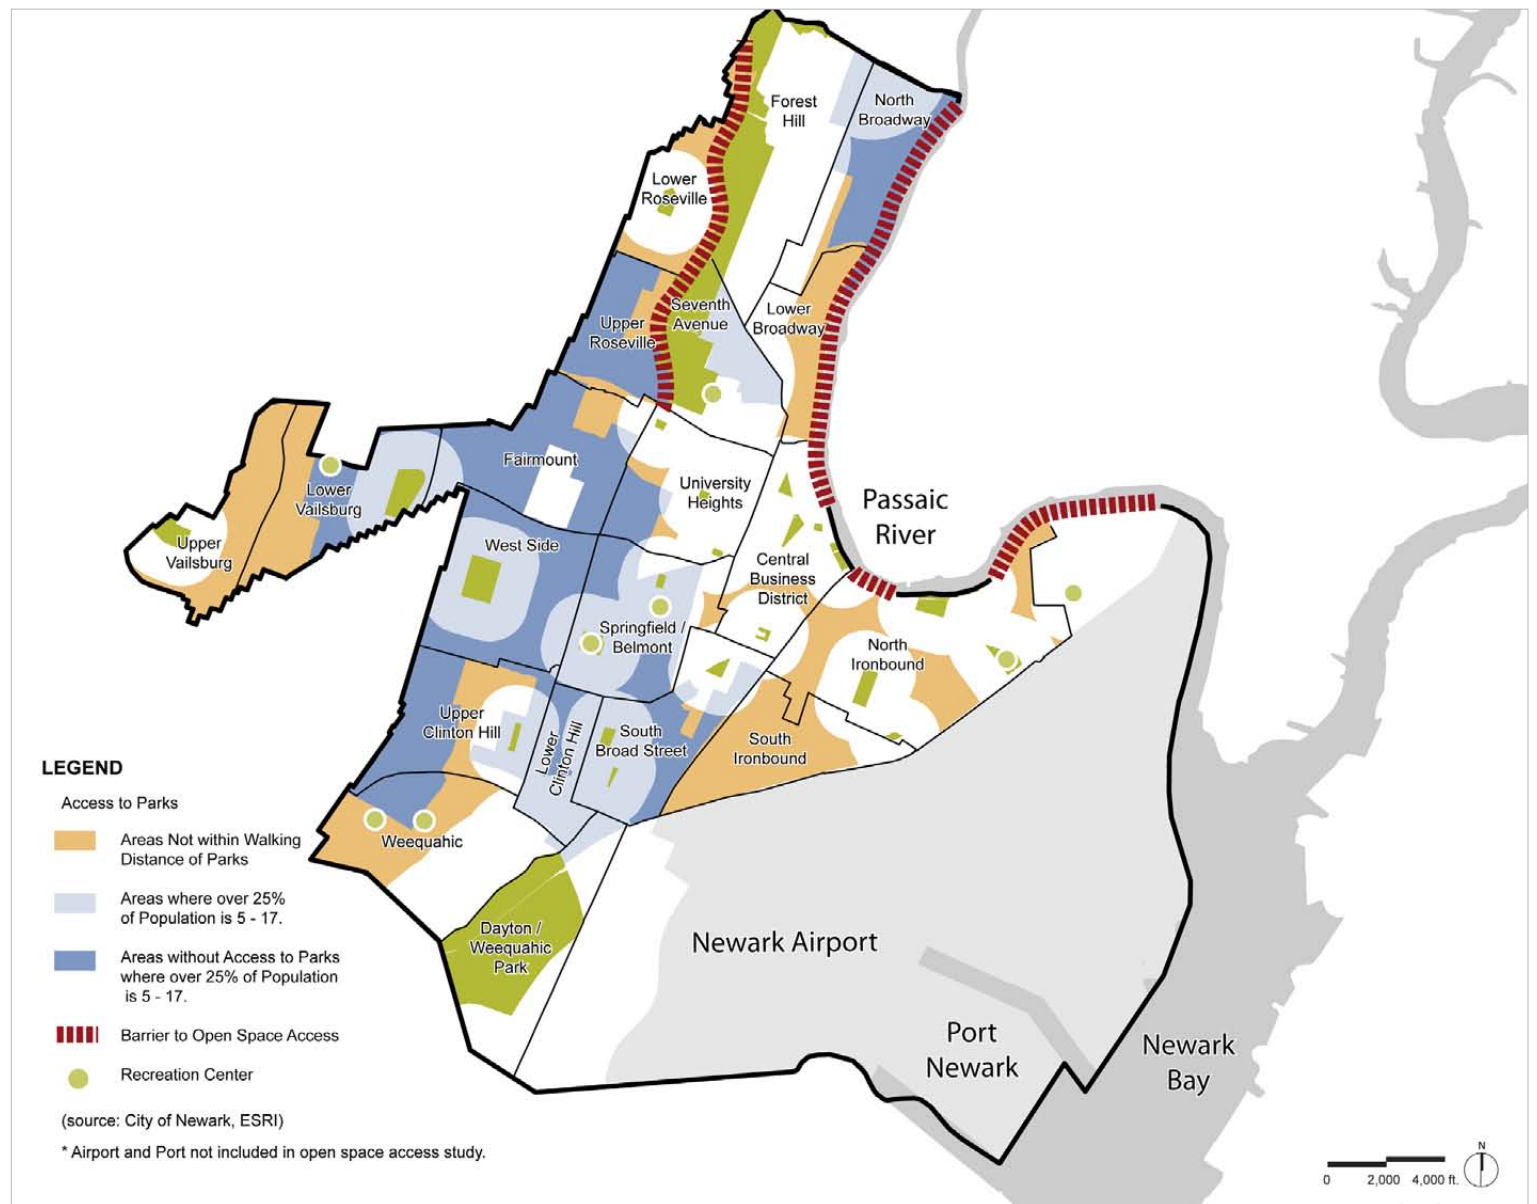 Forest
Hill
North
Broadway
Lower
Roseville
Seventh
Avenue
Lower
Broadway
Upper
Roseville
Fairmount
Lower
Vailsburg
University
Heights
Passaic
River
Upper
Vailsburg
West Side
Central
Business
District
Springfield /
Belmont
North
Ironbound
Upper
Clinton Hill
Lower
Clinton Hill
South
Broad Street
South
Ironbound
Weequahic
Dayton /
Weequahic
Park
Newark Airport
Port
Newark
Newark
Bay
LEGEND
Access to Parks
Areas Not within Walking
Distance of Parks
Areas where over 25%
of Population is 5 - 17.
Areas without Access to Parks
where over 25% of Population
is 5 - 17.
Barrier to Open Space Access
Recreation Center
(source: City of Newark, ESRI)
* Airport and Port not included in open space access study.
0 2,000 4,000 ft.
N